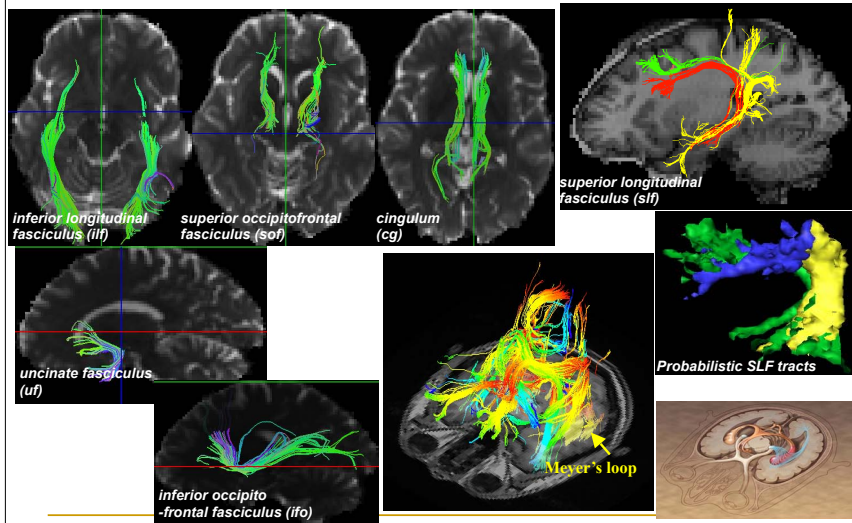 inferior longitudinal
fasciculus (ilf)
superior occipitofrontal
fasciculus (sof)
cingulum
(cg)
superior longitudinal
fasciculus (slf)
uncinate fasciculus
(uf)
Probabilistic SLF tracts
Meyer's loop
inferior occipito
-frontal fasciculus (ifo)